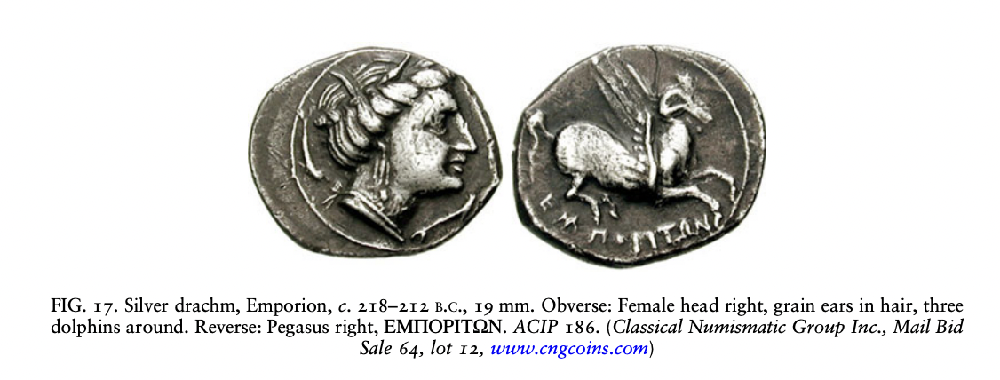 ΕΜΠΟΡΙΤΩΝ
FIG. 17. Silver drachm, Emporion, c. 218–212 B.C., 19 mm. Obverse: Female head right, grain ears in hair, three
dolphins around. Reverse: Pegasus right, ΕΜΠΟΡΙΤΩΝ. ACIP 186. (Classical Numismatic Group Inc., Mail Bid
Sale 64, lot 12, www.cngcoins.com)